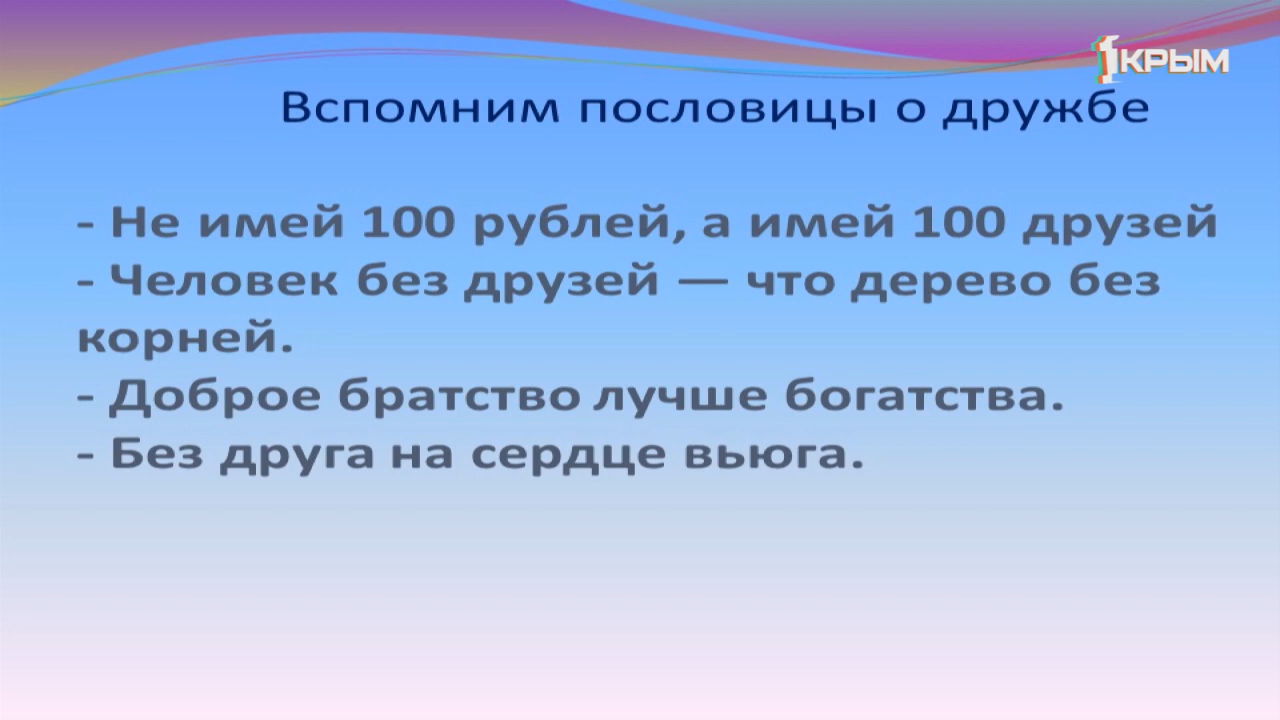 1КРЫМ
Вспомним пословицы о дружбе
- Не имей 100 рублей, а имей 100 друзей
- Человек без друзей — что дерево без
корней.
- Доброе братство лучше богатства.
- Без друга на сердце вьюга.